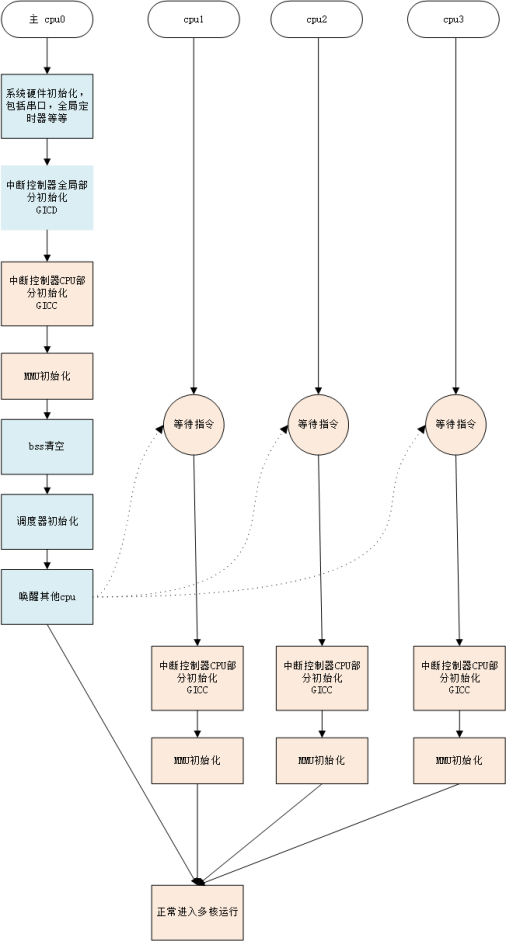 主 cpu0
cpu1
cpu2
cpu3
系统硬件初始化，
包括串口，全局定
时器等等
中断控制器全局部
分初始化
GICD
中断控制器CPU部
分初始化
GICC
MMU初始化
bss清空
调度器初始化
唤醒其他cpu
等待指令
等待指令
等待指令
中断控制器CPU部
分初始化
GICC
中断控制器CPU部
分初始化
GICC
中断控制器CPU部
分初始化
GICC
MMU初始化
MMU初始化
MMU初始化
正常进入多核运行